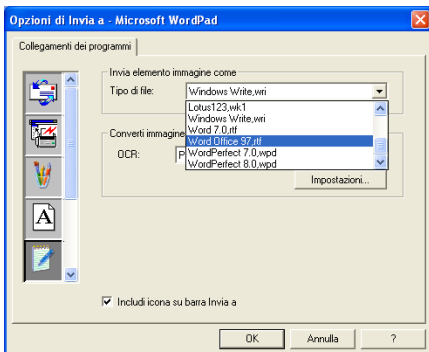 Opzioni di Invia a - Microsoft WordPad
Collegamenti dei programmi
Invia elemento immagine come
Tipo di file: Windows Write,wri
Lotus123,wk1
Windows Write,wri
Word 7.0,rtf
Word Office 97,rtf
WordPerfect 7.0,wpd
WordPerfect 8.0,wpd
Converti immagine
OCR: P
Impostazioni...
A
Includi icona su barra Invia a
OK Annulla ?